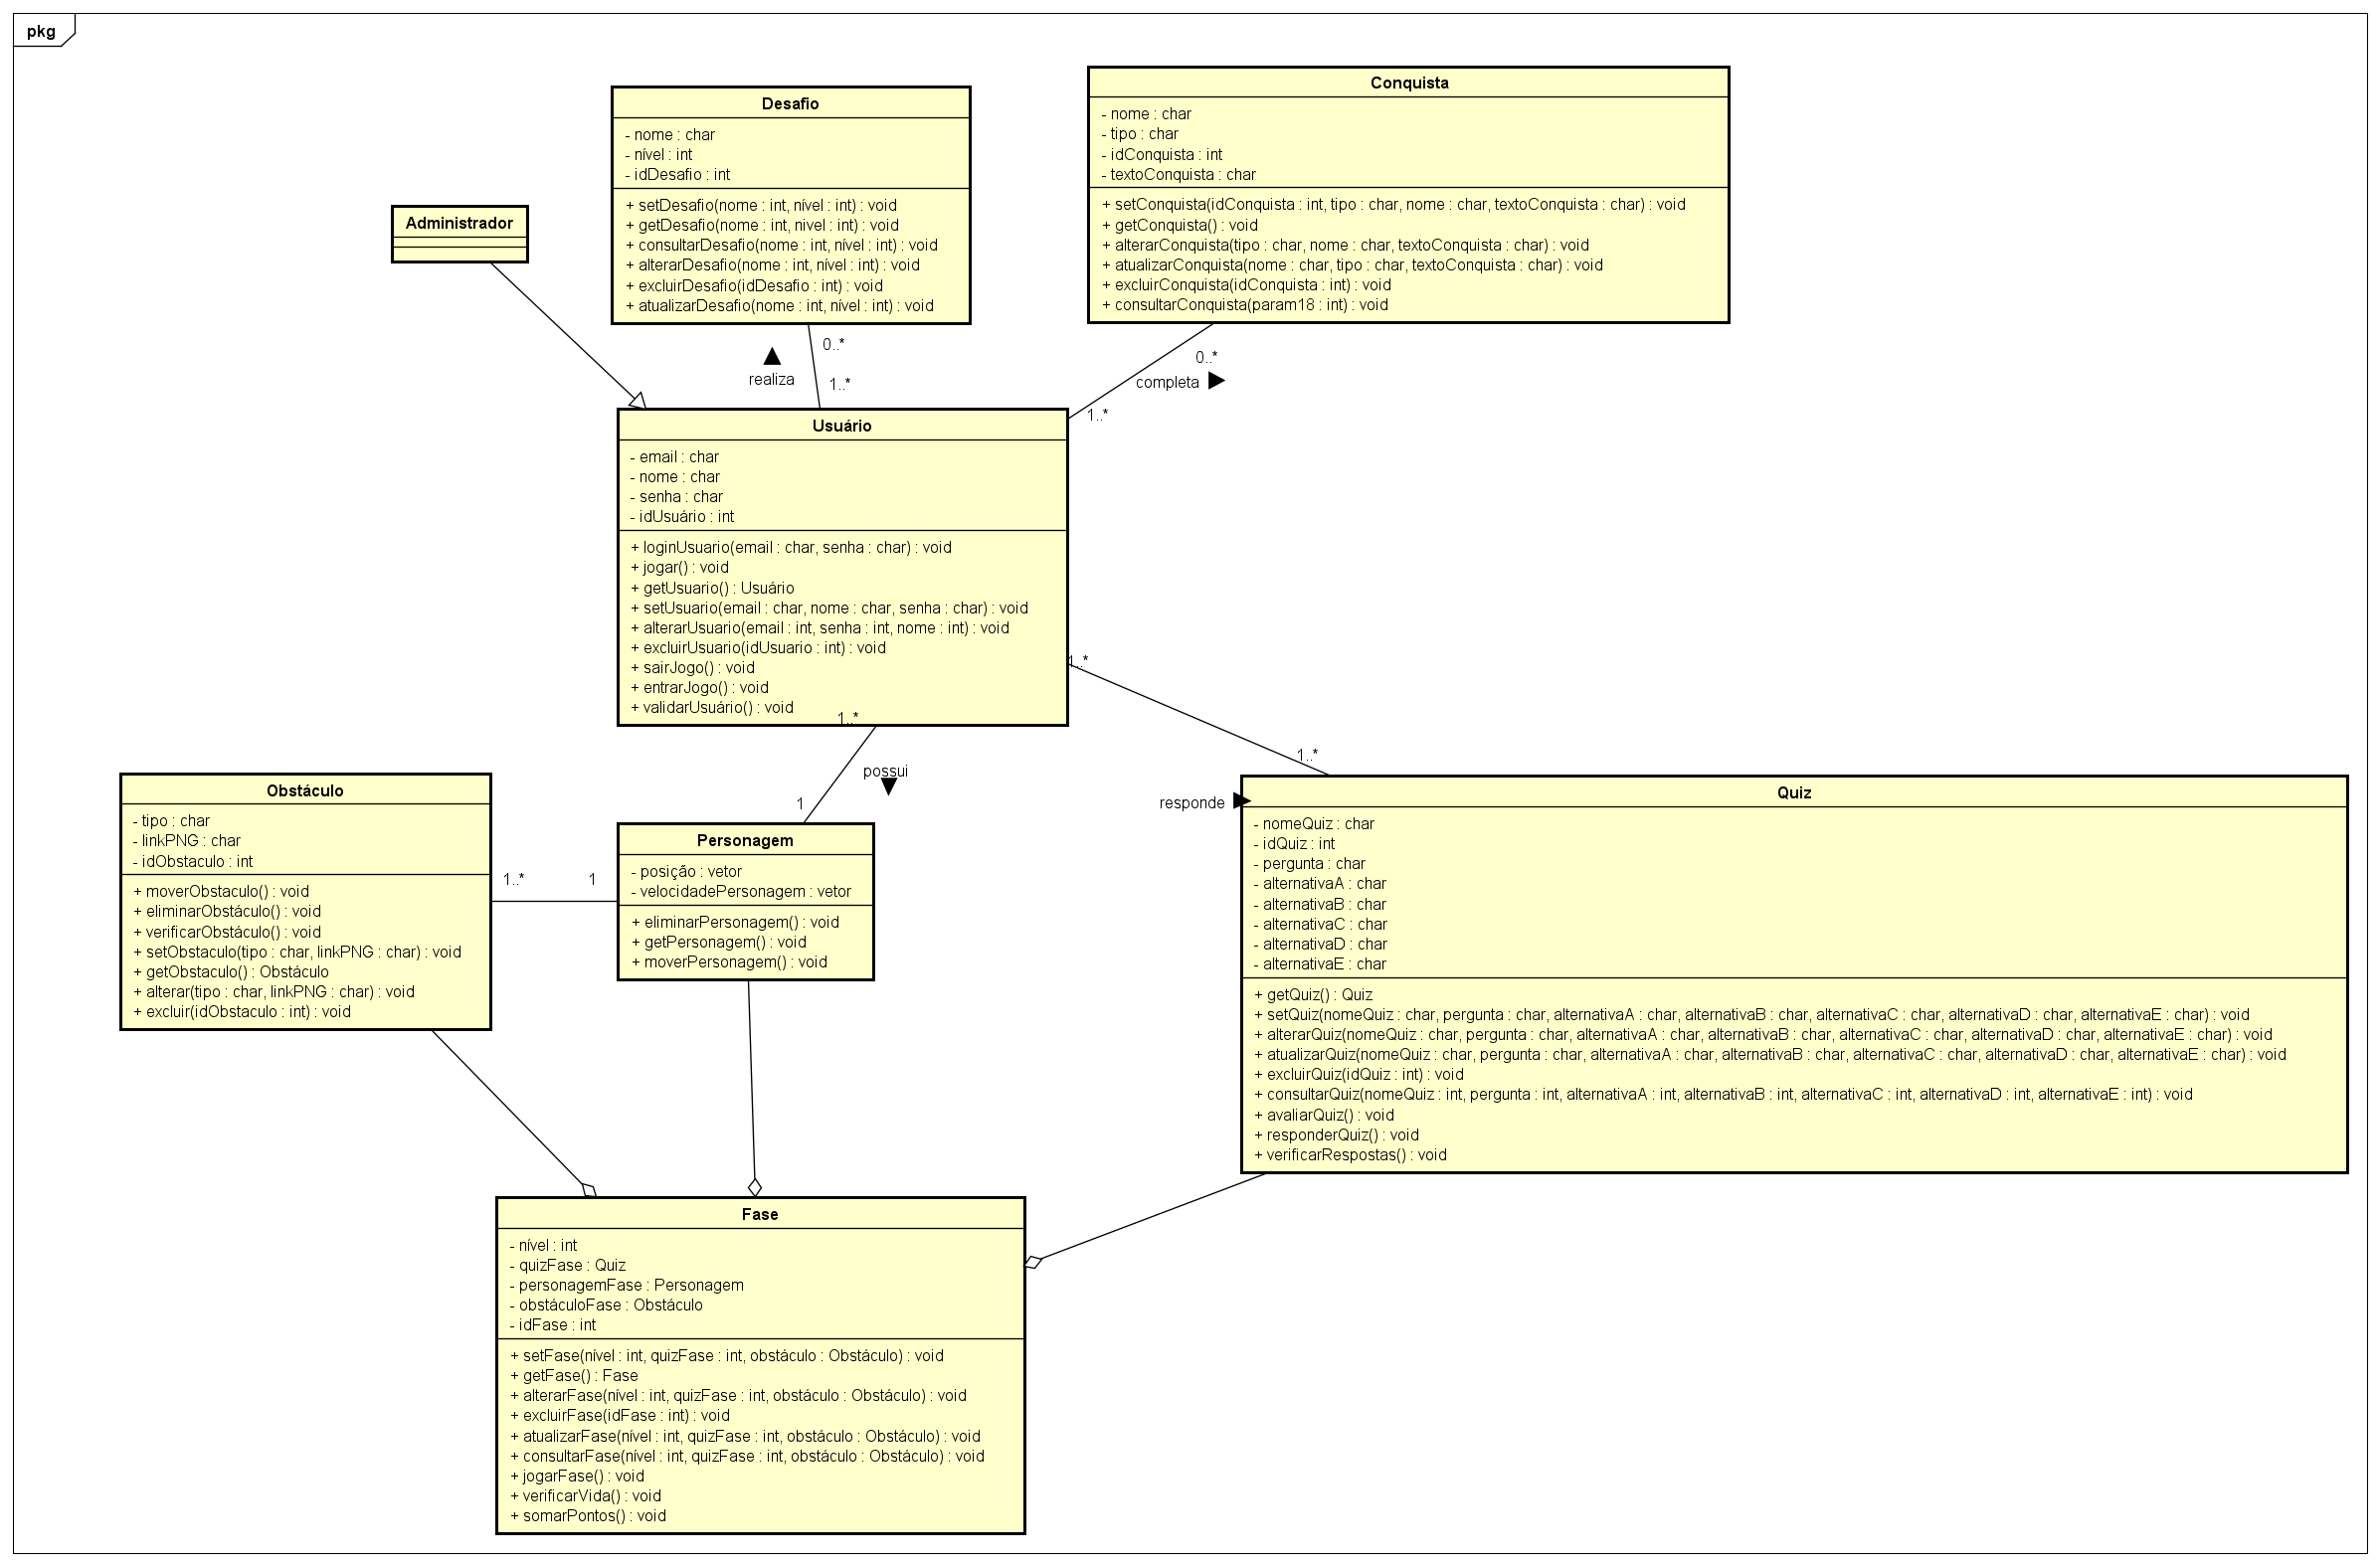 pkg
Desafio
- nome : char
- nível : int
- idDesafio : int
+ setDesafio(nome : int, nível : int) : void
+ getDesafio(nome : int, nivel : int) : void
+ consultarDesafio(nome : int, nível : int) : void
+ alterarDesafio(nome : int, nível : int) : void
+ excluirDesafio(idDesafio : int) : void
+ atualizarDesafio(nome : int, nível : int) : void
Conquista
- nome : char
- tipo : char
- idConquista : int
- textoConquista : char
+ setConquista(idConquista : int, tipo : char, nome : char, textoConquista : char) : void
+ getConquista() : void
+ alterarConquista(tipo : char, nome : char, textoConquista : char) : void
+ atualizarConquista(nome : char, tipo : char, textoConquista : char) : void
+ excluirConquista(idConquista : int) : void
+ consultarConquista(param18 : int) : void
Administrador
0..*
realiza
1..*
0..*
completa
1..*
Usuário
- email : char
- nome : char
- senha : char
- idUsuário : int
+ loginUsuario(email : char, senha : char) : void
+ jogar() : void
+ getUsuario() : Usuário
+ setUsuario(email : char, nome : char, senha : char) : void
+ alterarUsuario(email : int, senha : int, nome : int) : void
+ excluirUsuario(idUsuario : int) : void
+ sairJogo() : void
+ entrarJogo() : void
+ validarUsuário() : void
1..*
1..*
possui
1
1..*
responde
Obstáculo
- tipo : char
- linkPNG : char
- idObstaculo : int
+ moverObstaculo() : void
+ eliminarObstáculo() : void
+ verificarObstáculo() : void
+ setObstaculo(tipo : char, linkPNG : char) : void
+ getObstaculo() : Obstáculo
+ alterar(tipo : char, linkPNG : char) : void
+ excluir(idObstaculo : int) : void
1..*
1
Personagem
- posição : vetor
- velocidadePersonagem : vetor
+ eliminarPersonagem() : void
+ getPersonagem() : void
+ moverPersonagem() : void
Quiz
- nomeQuiz : char
- idQuiz : int
- pergunta : char
- alternativaA : char
- alternativaB : char
- alternativaC : char
- alternativaD : char
- alternativaE : char
+ getQuiz() : Quiz
+ setQuiz(nomeQuiz : char, pergunta : char, alternativaA : char, alternativaB : char, alternativaC : char, alternativaD : char, alternativaE : char) : void
+ alterarQuiz(nomeQuiz : char, pergunta : char, alternativaA : char, alternativaB : char, alternativaC : char, alternativaD : char, alternativaE : char) : void
+ atualizarQuiz(nomeQuiz : char, pergunta : char, alternativaA : char, alternativaB : char, alternativaC : char, alternativaD : char, alternativaE : char) : void
+ excluirQuiz(idQuiz : int) : void
+ consultarQuiz(nomeQuiz : int, pergunta : int, alternativaA : int, alternativaB : int, alternativaC : int, alternativaD : int, alternativaE : int) : void
+ avaliarQuiz() : void
+ responderQuiz() : void
+ verificarRespostas() : void
Fase
- nível : int
- quizFase : Quiz
- personagemFase : Personagem
- obstáculoFase : Obstáculo
- idFase : int
+ setFase(nível : int, quizFase : int, obstáculo : Obstáculo) : void
+ getFase() : Fase
+ alterarFase(nível : int, quizFase : int, obstáculo : Obstáculo) : void
+ excluirFase(idFase : int) : void
+ atualizarFase(nível : int, quizFase : int, obstáculo : Obstáculo) : void
+ consultarFase(nível : int, quizFase : int, obstáculo : Obstáculo) : void
+ jogarFase() : void
+ verificarVida() : void
+ somarPontos() : void